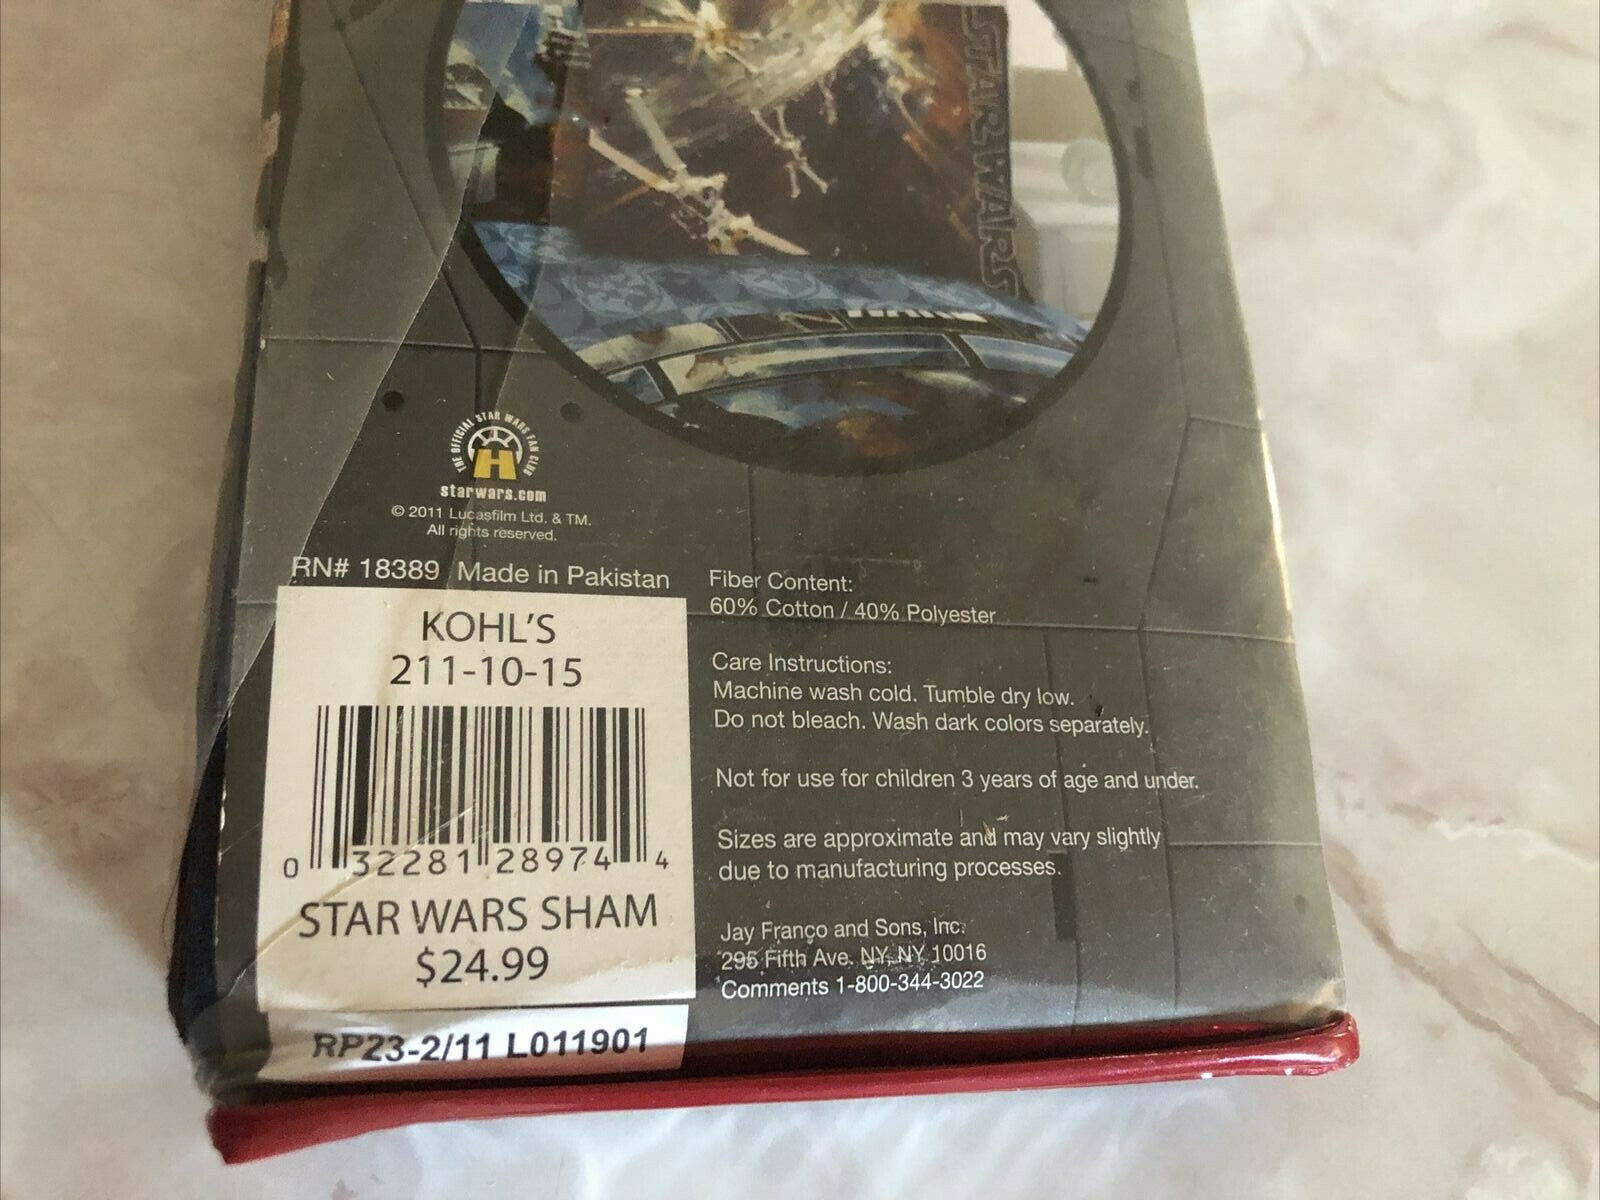 STAR WARS
WARS
THE OFFICIAL STAR WARS FAN CLUB
H
starwars.com
© 2011 Lucasfilm Ltd. & TM.
All rights reserved.
RN# 18389 Made in Pakistan
KOHL'S
211-10-15
0 32281 28974 4
STAR WARS SHAM
$24.99
RP23-2/11 L011901
Fiber Content:
60% Cotton / 40% Polyester
Care Instructions:
Machine wash cold. Tumble dry low.
Do not bleach. Wash dark colors separately.
Not for use for children 3 years of age and under.
Sizes are approximate and may vary slightly
due to manufacturing processes.
Jay Franco and Sons, Inc.
295 Fifth Ave. NY, NY 10016
Comments 1-800-344-3022